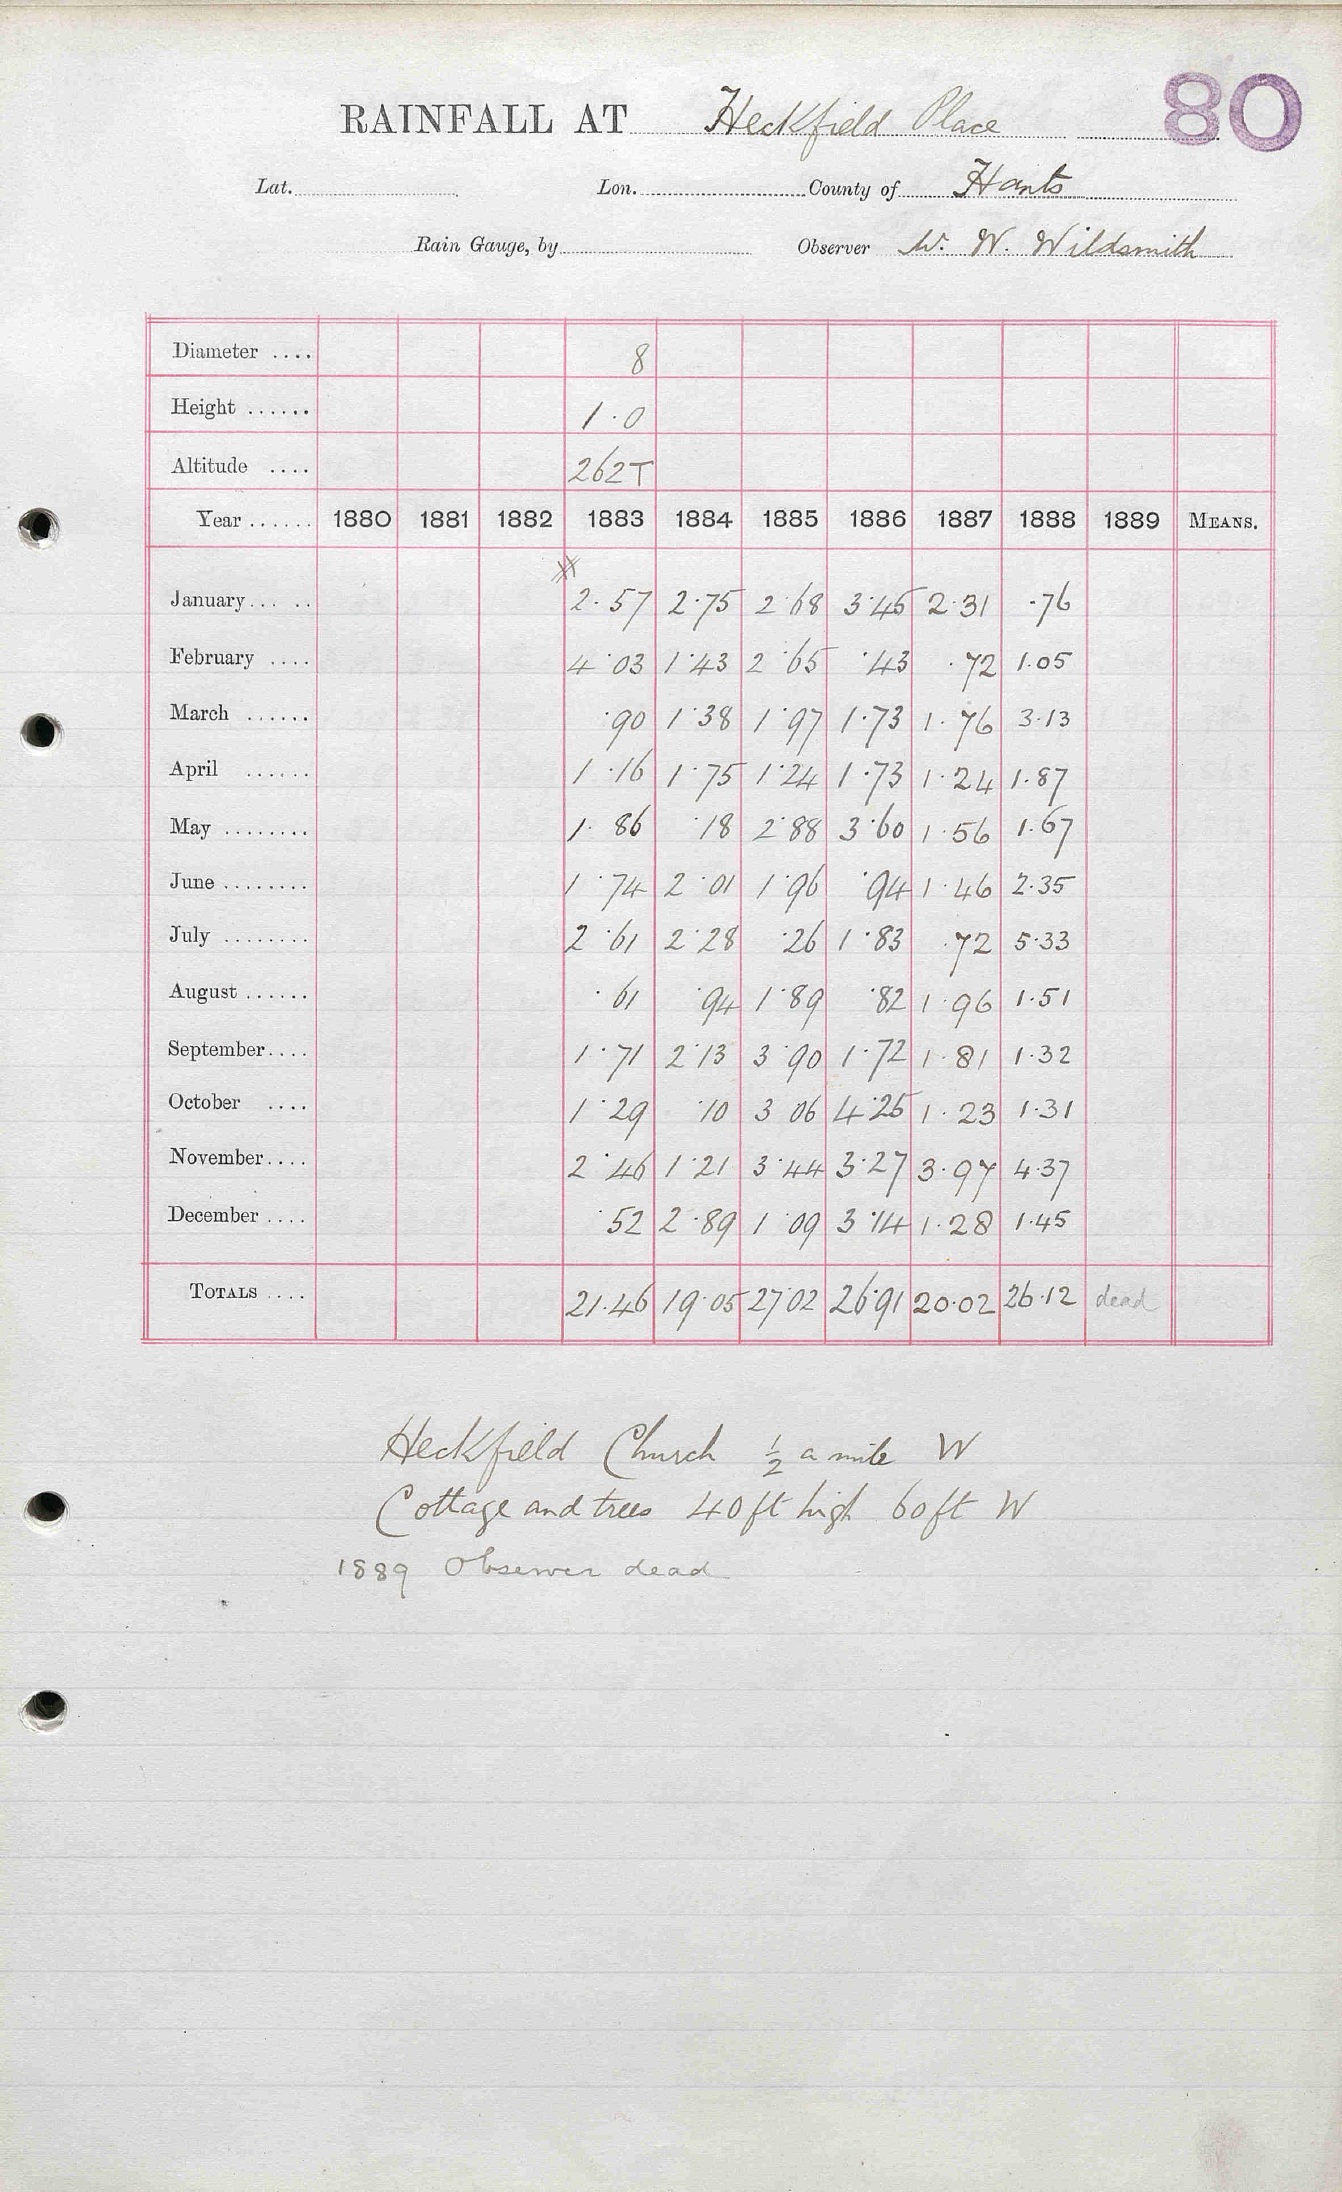 80
RAINFALL AT Heckfield Place
Lat. Lon. County of Hants
Rain Gauge, by Observer W. W. Wildsmith
Diameter .... 8
Height ...... 1.0
Altitude .... 262T
Year ...... 1880 1881 1882 1883 1884 1885 1886 1887 1888 1889 MEANS.
January ... .. 2.57 2.75 2.68 3.45 2.31 .76
February .... 4.03 1.43 2.65 .43 .72 1.05
March ...... .90 1.38 1.97 1.73 1.76 3.13
April ...... 1.16 1.75 1.24 1.73 1.24 1.87
May ........ 1.86 .18 2.88 3.60 1.56 1.67
June ........ 1.74 2.01 1.96 .94 1.46 2.35
July ........ 2.61 2.28 .26 1.83 .72 5.33
August ...... .61 .94 1.89 .82 1.96 1.51
September .... 1.71 2.13 3.90 1.72 1.81 1.32
October .... 1.29 .10 3 06 4.25 1.23 1.31
November .... 2.46 1.21 3.44 3.27 3.97 4.37
December .... .52 2.89 1.09 3.14 1.28 1.45
TOTALS .... 21.46 19.05 27.02 26.91 20.02 26.12 dead
Heckfield Church ½ a mile W
Cottage and trees 40ft high 60ft W
1889 Observer dead